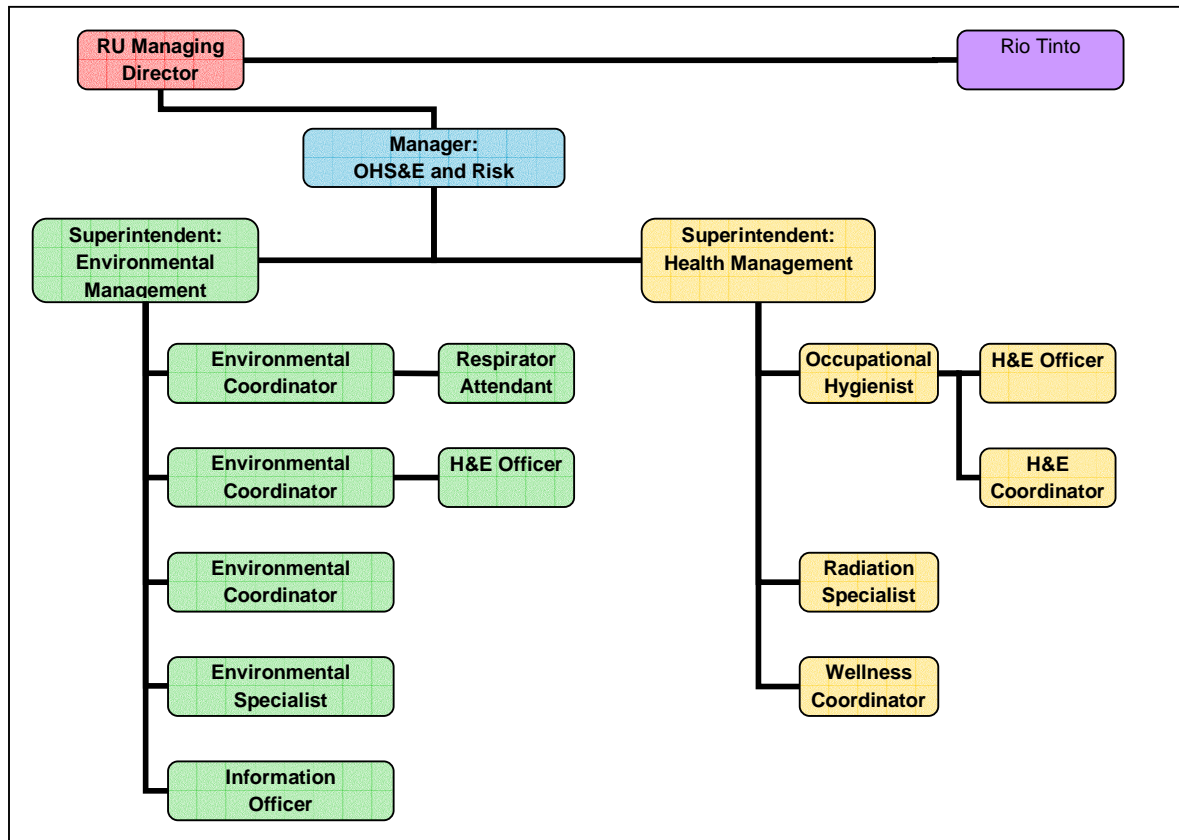 RU Managing
Director
Rio Tinto
Manager:
OHS&E and Risk
Superintendent:
Environmental
Management
Superintendent:
Health Management
Environmental
Coordinator
Respirator
Attendant
Occupational
Hygienist
H&E Officer
Environmental
Coordinator
H&E Officer
H&E
Coordinator
Environmental
Coordinator
Radiation
Specialist
Environmental
Specialist
Wellness
Coordinator
Information
Officer